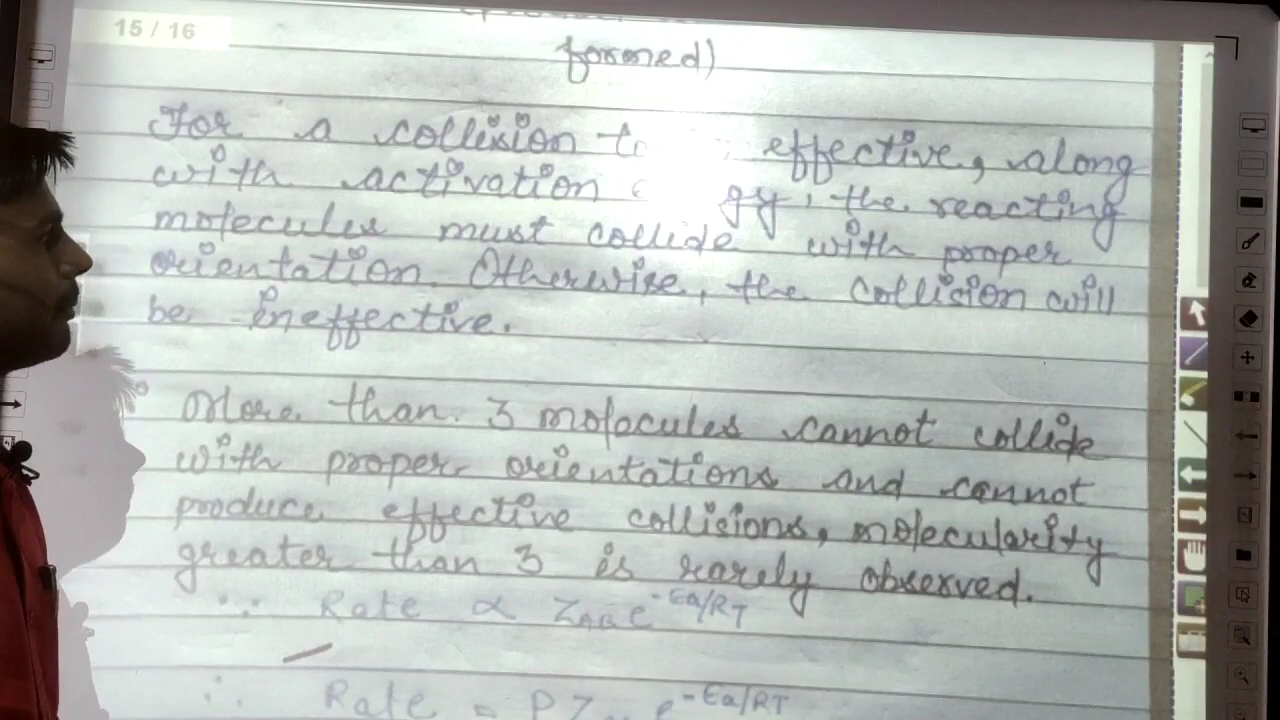 15 / 16
formed)
For a collision to effective, along
with activation gy, the reacting
molecules must collide with proper
orientation. Otherwise, the collision will
be ineffective.
More than 3 molecules cannot collide
with proper orientations and cannot
produce effective collisions, molecularity
greater than 3 is rarely observed.
∴ Rate ∝ Z_AB e^-Ea/RT
∴ Rate = P Z e^-Ea/RT